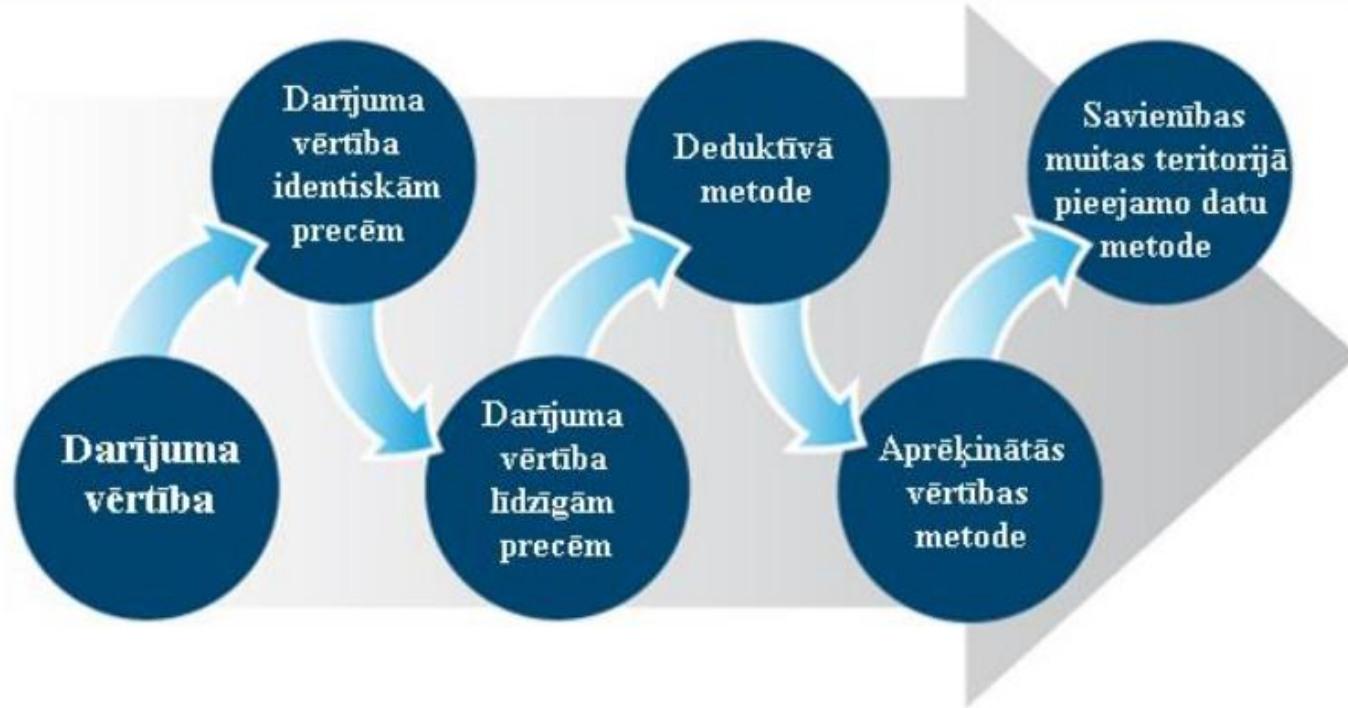 Darījuma
vērtība
Darījuma
vērtība
identiskām
precēm
Darījuma
vērtība
līdzīgām
precēm
Deduktīvā
metode
Aprēķinātās
vērtības
metode
Savienības
muitas teritorijā
pieejamo datu
metode